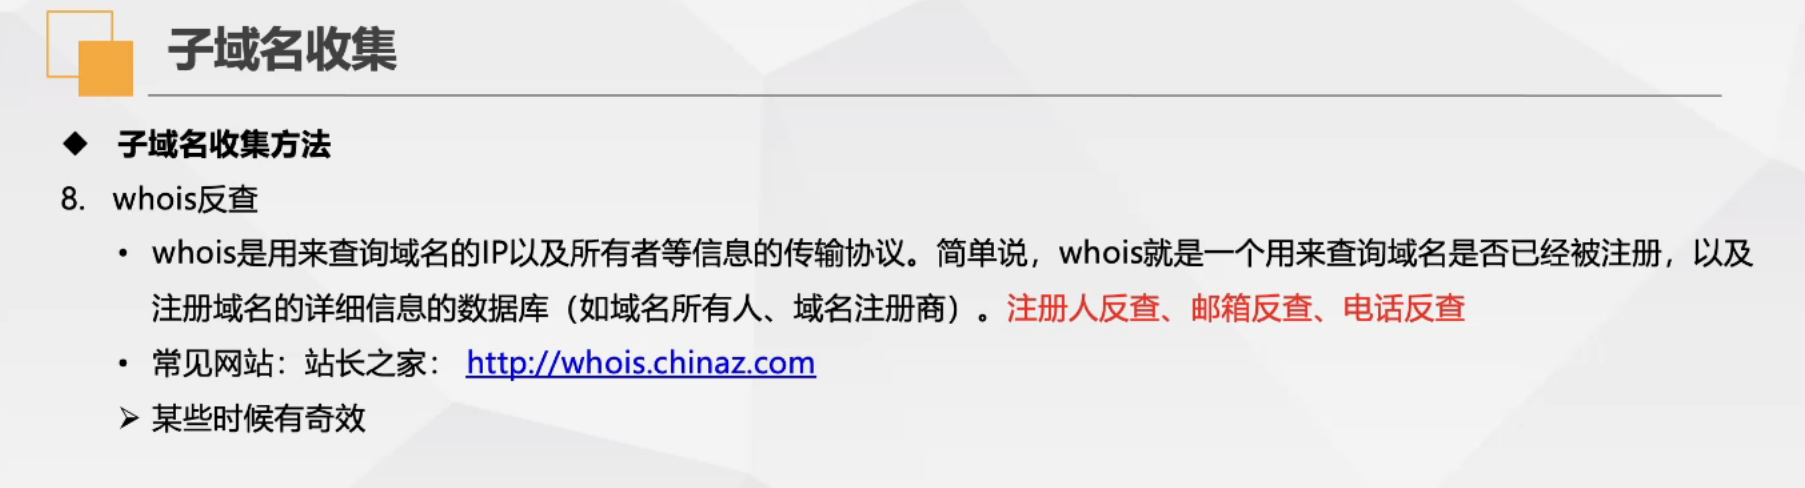 子域名收集
◆ 子域名收集方法
8. whois反查
• whois是用来查询域名的IP以及所有者等信息的传输协议。简单说，whois就是一个用来查询域名是否已经被注册，以及
注册域名的详细信息的数据库（如域名所有人、域名注册商）。注册人反查、邮箱反查、电话反查
• 常见网站：站长之家： http://whois.chinaz.com
➢ 某些时候有奇效